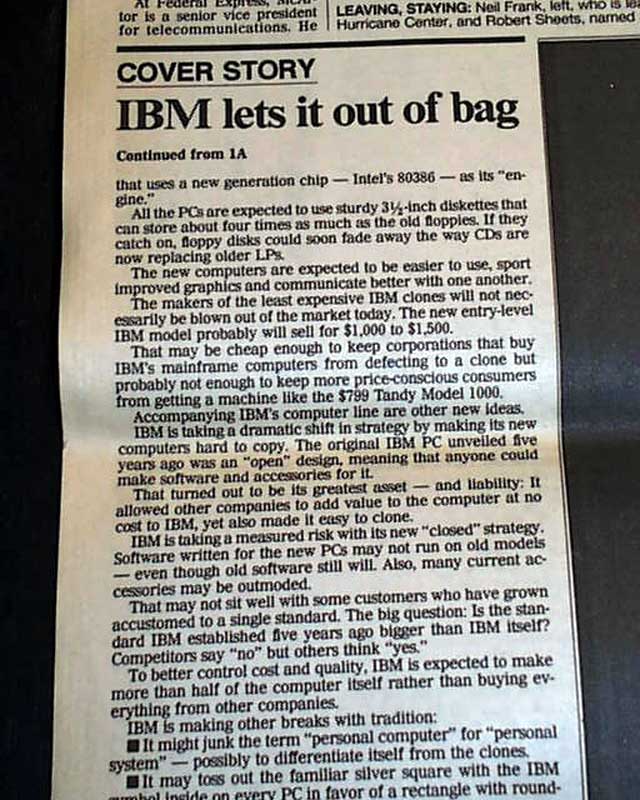 At Federal Express,
tor is a senior vice president
for telecommunications. He
LEAVING, STAYING: Neil Frank, left, who is
Hurricane Center, and Robert Sheets, named
COVER STORY
IBM lets it out of bag
Continued from 1A
that uses a new generation chip — Intel's 80386 — as its "en-
gine."
All the PCs are expected to use sturdy 3½-inch diskettes that
can store about four times as much as the old floppies. If they
catch on, floppy disks could soon fade away the way CDs are
now replacing older LPs.
The new computers are expected to be easier to use, sport
improved graphics and communicate better with one another.
The makers of the least expensive IBM clones will not nec-
essarily be blown out of the market today. The new entry-level
IBM model probably will sell for $1,000 to $1,500.
That may be cheap enough to keep corporations that buy
IBM's mainframe computers from defecting to a clone but
probably not enough to keep more price-conscious consumers
from getting a machine like the $799 Tandy Model 1000.
Accompanying IBM's computer line are other new ideas.
IBM is taking a dramatic shift in strategy by making its new
computers hard to copy. The original IBM PC unveiled five
years ago was an "open" design, meaning that anyone could
make software and accessories for it.
That turned out to be its greatest asset — and liability: It
allowed other companies to add value to the computer at no
cost to IBM, yet also made it easy to clone.
IBM is taking a measured risk with its new "closed" strategy.
Software written for the new PCs may not run on old models
— even though old software still will. Also, many current ac-
cessories may be outmoded.
That may not sit well with some customers who have grown
accustomed to a single standard. The big question: Is the stan-
dard IBM established five years ago bigger than IBM itself?
Competitors say "no" but others think "yes."
To better control cost and quality, IBM is expected to make
more than half of the computer itself rather than buying ev-
erything from other companies.
IBM is making other breaks with tradition:
■ It might junk the term "personal computer" for "personal
system" — possibly to differentiate itself from the clones.
■ It may toss out the familiar silver square with the IBM
symbol inside on every PC in favor of a rectangle with round-